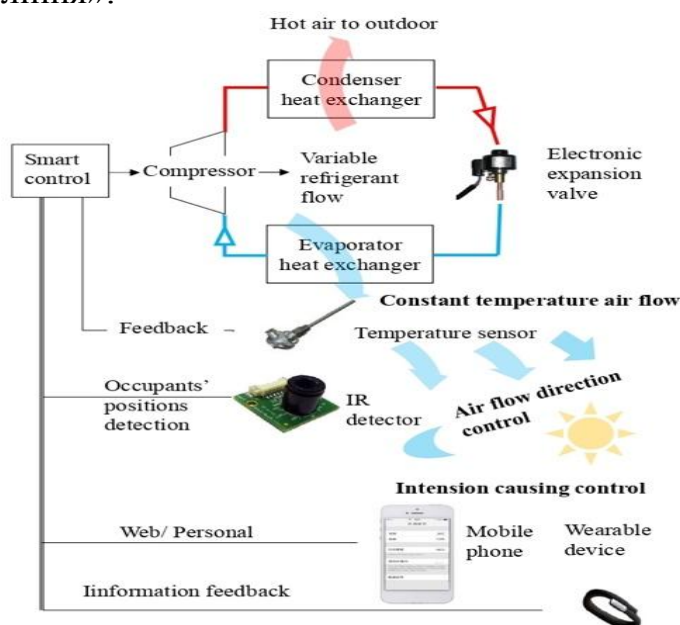 Hot air to outdoor
Condenser
heat exchanger
Smart
control
Compressor
Variable
refrigerant
flow
Electronic
expansion
valve
Evaporator
heat exchanger
Constant temperature air flow
Feedback
Temperature sensor
Occupants'
positions
detection
IR
detector
Air flow direction
control
Intension causing control
Web/ Personal
Mobile
phone
Wearable
device
Iinformation feedback